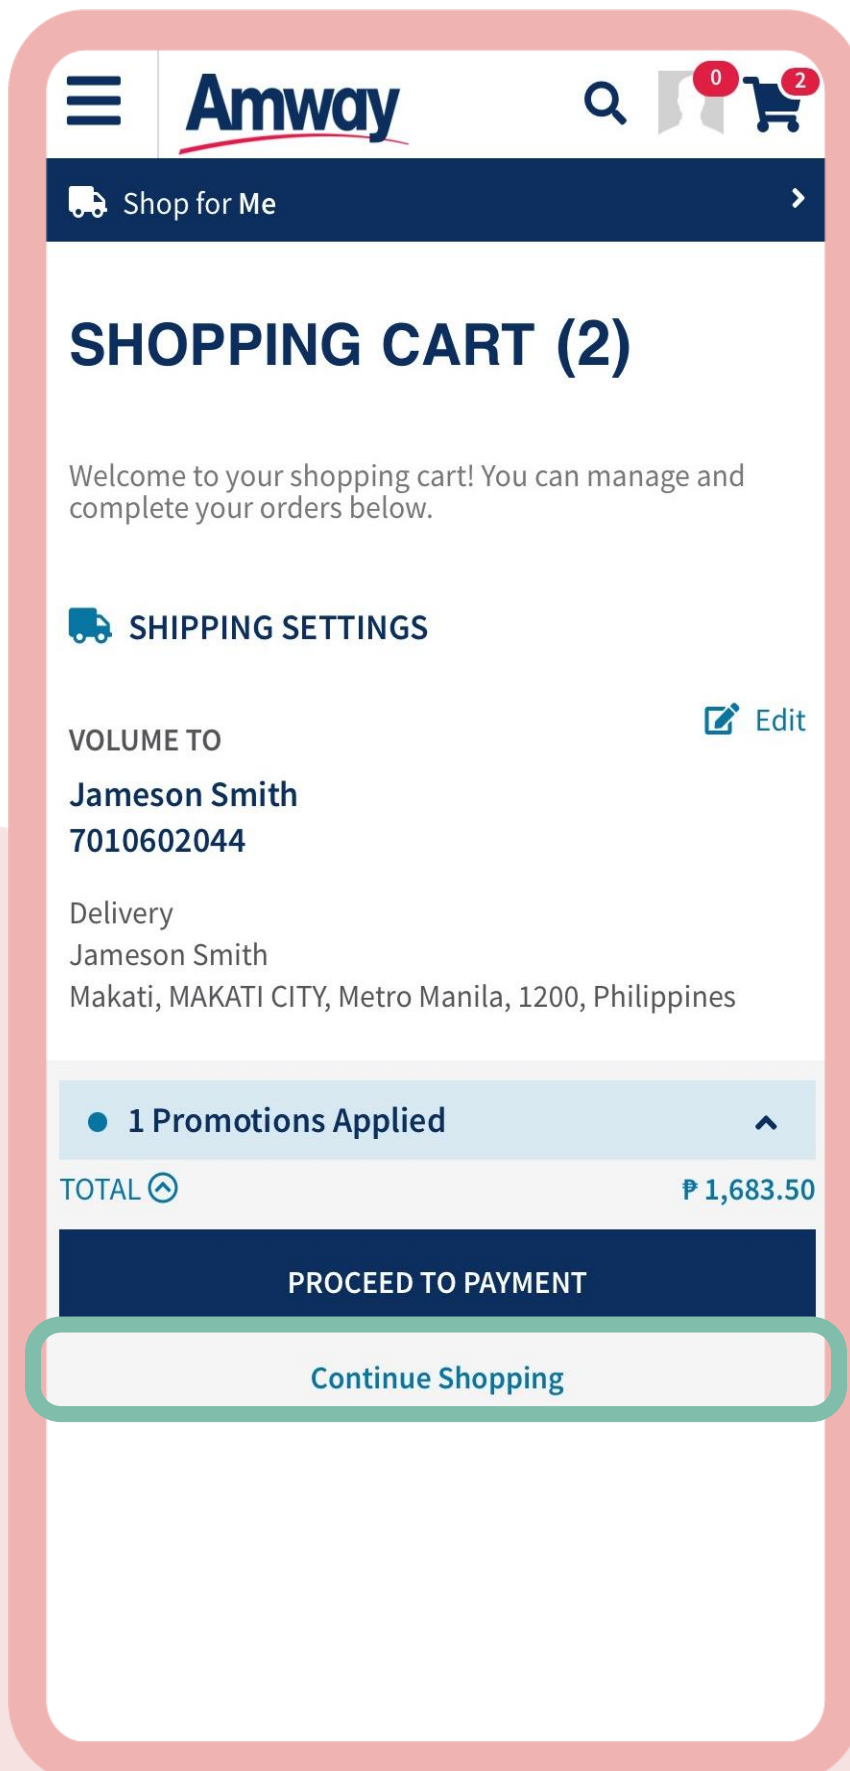 Amway
0
2
Shop for Me
SHOPPING CART (2)
Welcome to your shopping cart! You can manage and
complete your orders below.
SHIPPING SETTINGS
Edit
VOLUME TO
Jameson Smith
7010602044
Delivery
Jameson Smith
Makati, MAKATI CITY, Metro Manila, 1200, Philippines
1 Promotions Applied
TOTAL ₱ 1,683.50
PROCEED TO PAYMENT
Continue Shopping